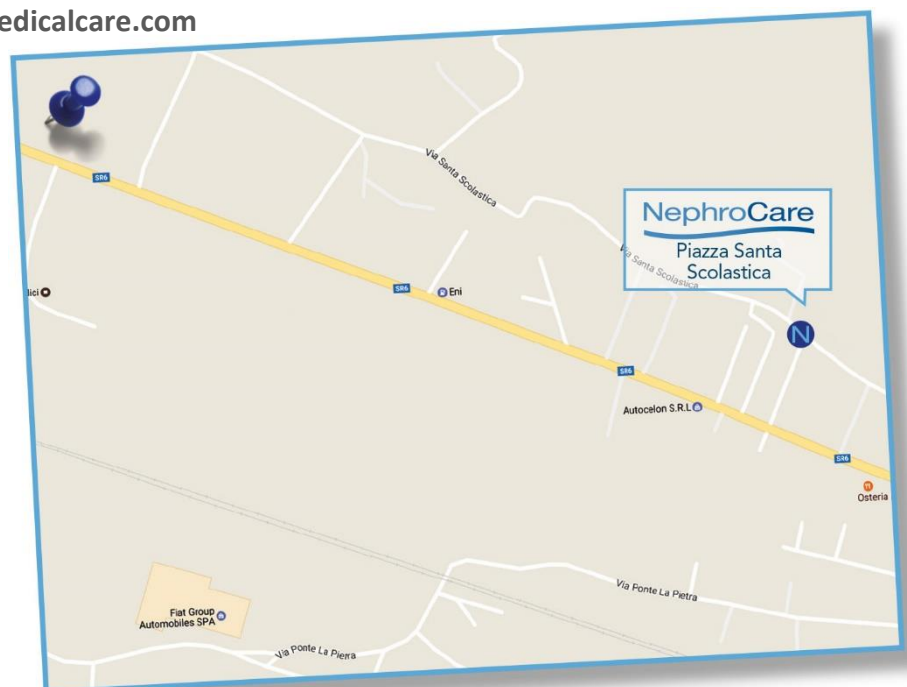 edicalcare.com
SR6
Via Santa Scolastica
NephroCare
Piazza Santa
Scolastica
Via Santa Scolastica
N
ici
SR6
Eni
SR6
Autocelon S.R.L
SR6
Osteria
Fiat Group
Automobiles SPA
Via Ponte La Pietra
Via Ponte La Pietra